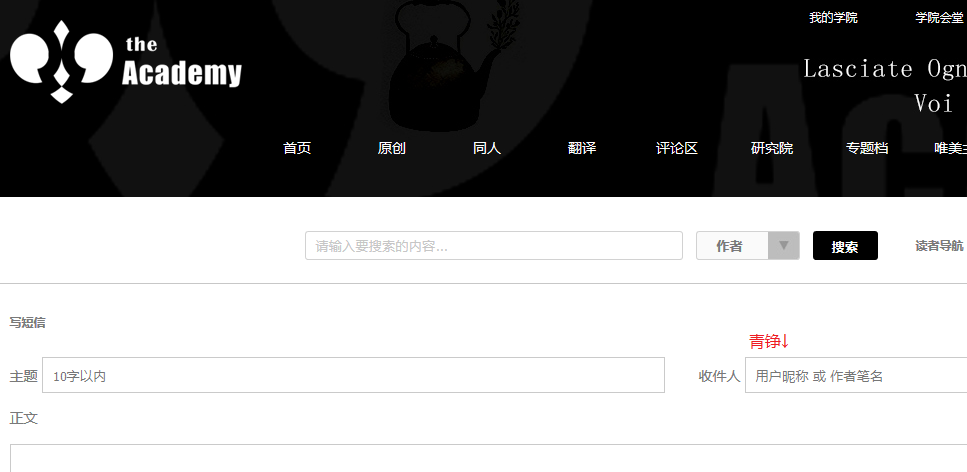 我的学院 学院会堂
the
Academy
Lasciate Ogn
Voi
首页 原创 同人 翻译 评论区 研究院 专题档 唯美
请输入要搜索的内容... 作者 ▼ 搜索 读者导航
写短信
青铮↓
主题 10字以内 收件人 用户昵称 或 作者笔名
正文